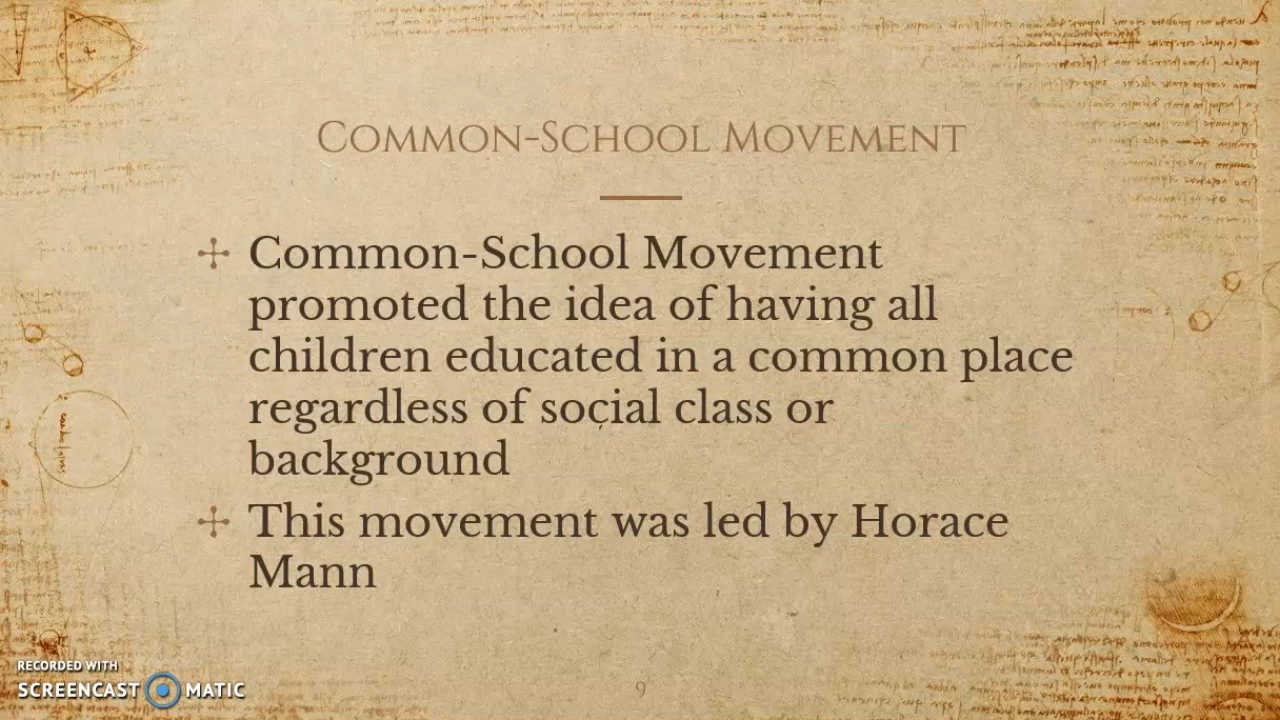 Common-School Movement
Common-School Movement
promoted the idea of having all
children educated in a common place
regardless of social class or
background
This movement was led by Horace
Mann
RECORDED WITH
SCREENCAST MATIC
9